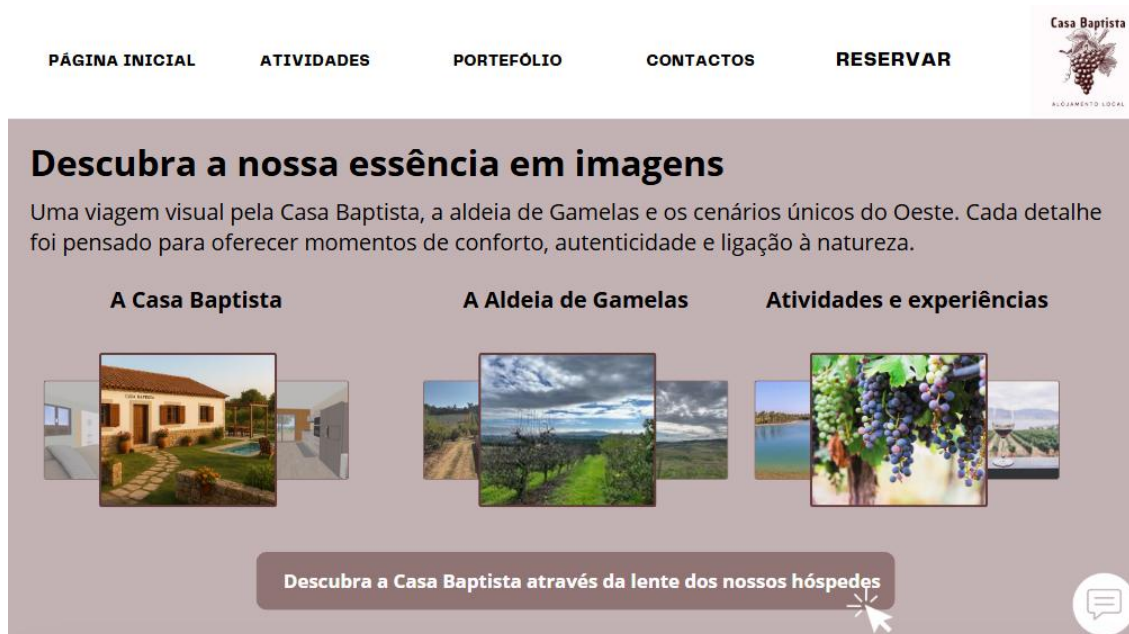 PÁGINA INICIAL
ATIVIDADES
PORTEFÓLIO
CONTACTOS
RESERVAR
Casa Baptista
ALOJAMENTO LOCAL
Descubra a nossa essência em imagens
Uma viagem visual pela Casa Baptista, a aldeia de Gamelas e os cenários únicos do Oeste. Cada detalhe
foi pensado para oferecer momentos de conforto, autenticidade e ligação à natureza.
A Casa Baptista
A Aldeia de Gamelas
Atividades e experiências
CASA BAPTISTA
Descubra a Casa Baptista através da lente dos nossos hóspedes